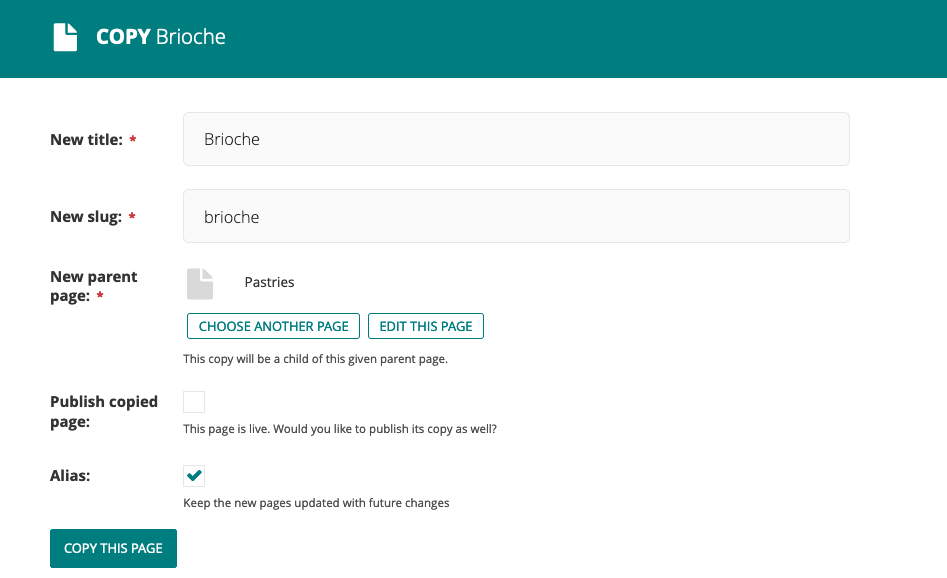 COPY Brioche
New title: *
Brioche
New slug: *
brioche
New parent
page: *
Pastries
CHOOSE ANOTHER PAGE
EDIT THIS PAGE
This copy will be a child of this given parent page.
Publish copied
page:
This page is live. Would you like to publish its copy as well?
Alias:
Keep the new pages updated with future changes
COPY THIS PAGE